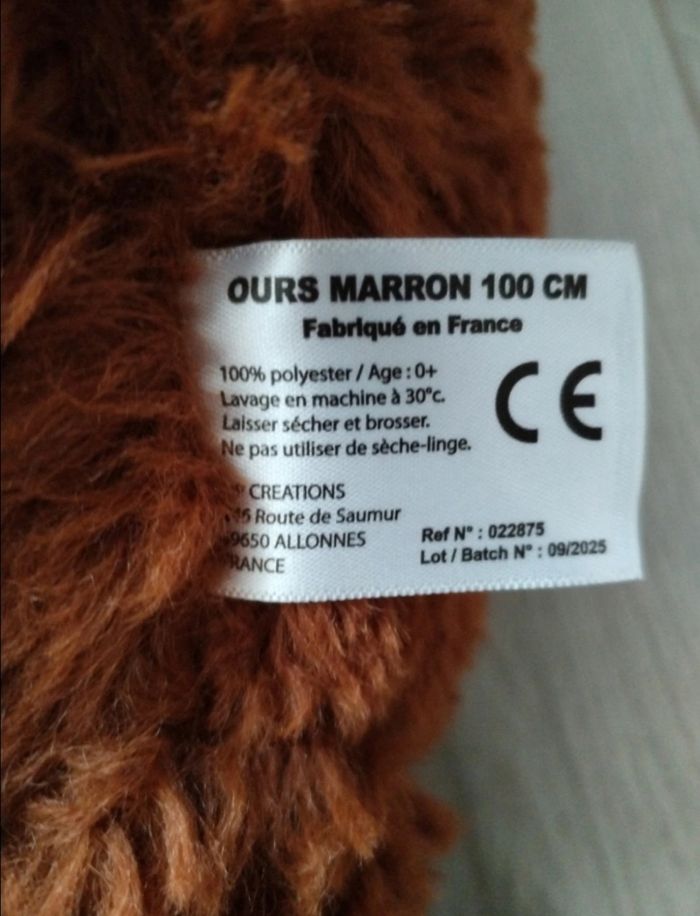 OURS MARRON 100 CM
Fabriqué en France
100% polyester / Age : 0+
Lavage en machine à 30°c.
Laisser sécher et brosser.
Ne pas utiliser de sèche-linge.
CE
CREATIONS
Route de Saumur
ALLONNES
Ref N° : 022875
Lot / Batch N° : 09/2025